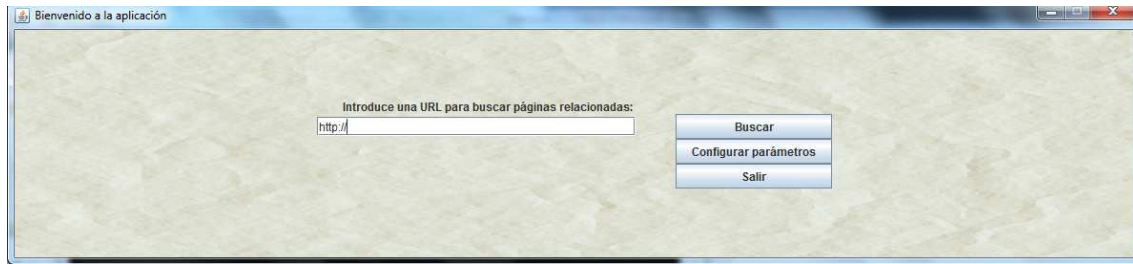 Bienvenido a la aplicación
Introduce una URL para buscar páginas relacionadas:
http://
Buscar
Configurar parámetros
Salir